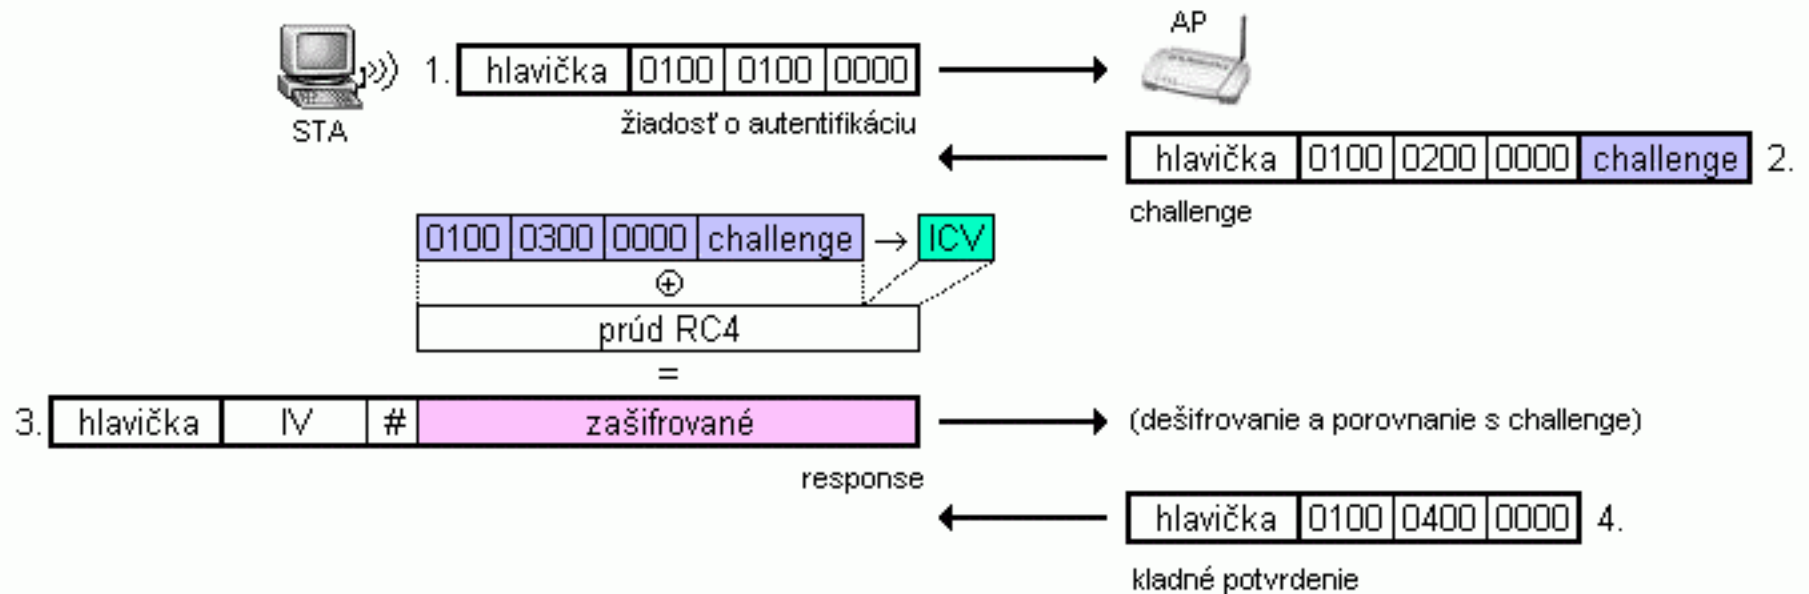 AP
1. hlavička 0100 0100 0000
STA
žiadosť o autentifikáciu
hlavička 0100 0200 0000 challenge 2.
challenge
0100 0300 0000 challenge → ICV
⊕
prúd RC4
=
3. hlavička IV # zašifrované
(dešifrovanie a porovnanie s challenge)
response
hlavička 0100 0400 0000 4.
kladné potvrdenie